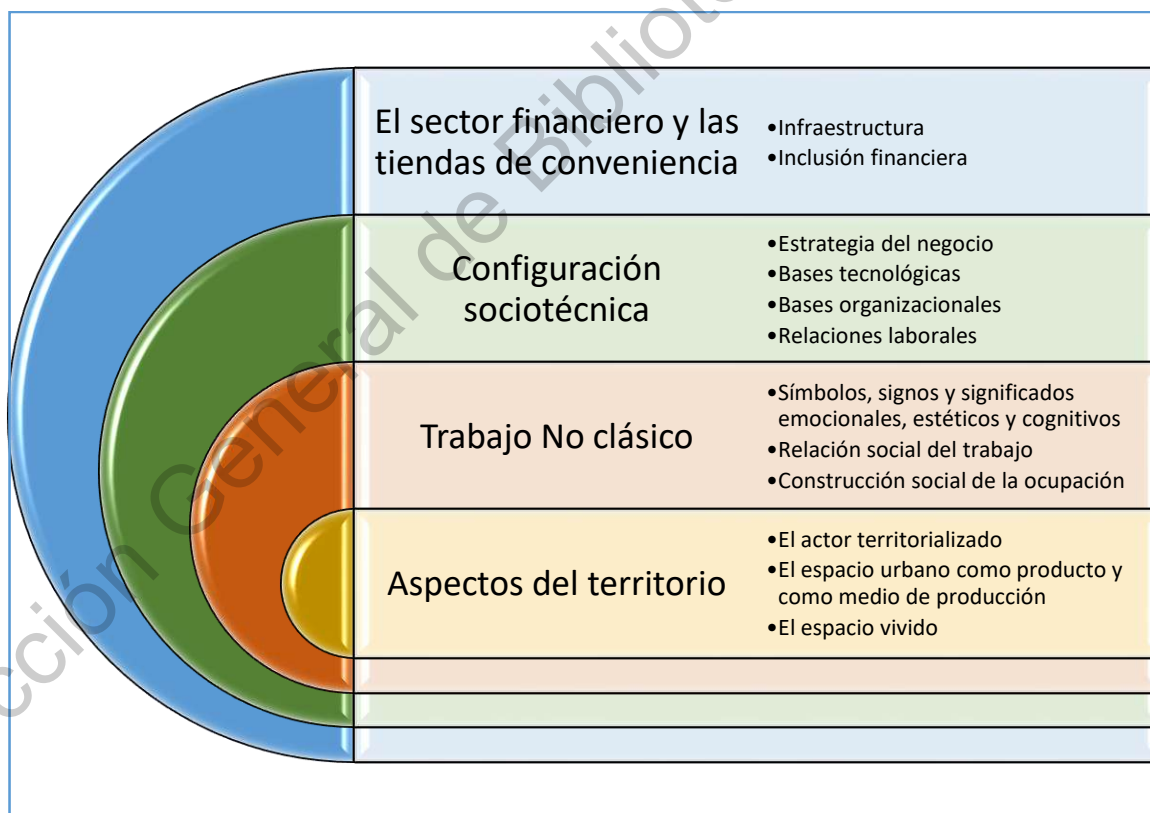 El sector financiero y las
tiendas de conveniencia
•Infraestructura
•Inclusión financiera
Configuración
sociotécnica
•Estrategia del negocio
•Bases tecnológicas
•Bases organizacionales
•Relaciones laborales
Trabajo No clásico
•Símbolos, signos y significados
emocionales, estéticos y cognitivos
•Relación social del trabajo
•Construcción social de la ocupación
Aspectos del territorio
•El actor territorializado
•El espacio urbano como producto y
como medio de producción
•El espacio vivido
cción General de Bibliote